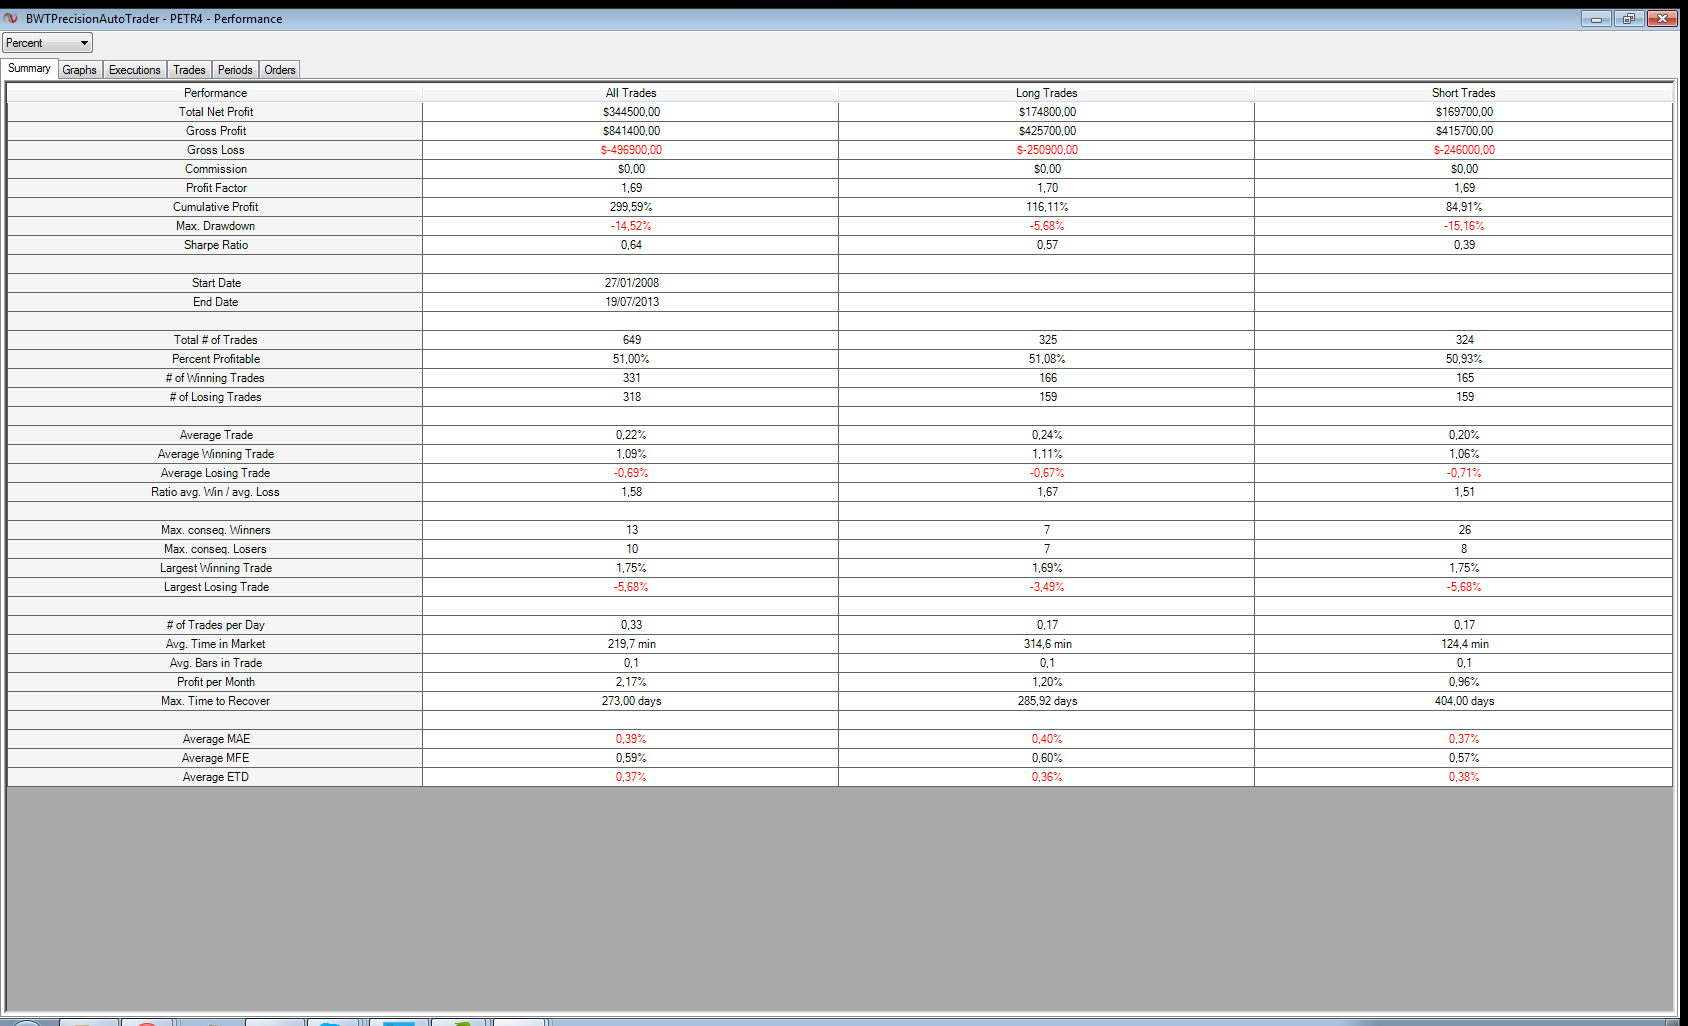 BWTPrecisionAutoTrader - PETR4 - Performance
Percent
Summary Graphs Executions Trades Periods Orders
Performance All Trades Long Trades Short Trades
Total Net Profit $344500,00 $174800,00 $169700,00
Gross Profit $841400,00 $425700,00 $415700,00
Gross Loss $-496900,00 $-250900,00 $-246000,00
Commission $0,00 $0,00 $0,00
Profit Factor 1,69 1,70 1,69
Cumulative Profit 299,59% 116,11% 84,91%
Max. Drawdown -14,52% -5,68% -15,16%
Sharpe Ratio 0,64 0,57 0,39
Start Date 27/01/2008
End Date 19/07/2013
Total # of Trades 649 325 324
Percent Profitable 51,00% 51,08% 50,93%
# of Winning Trades 331 166 165
# of Losing Trades 318 159 159
Average Trade 0,22% 0,24% 0,20%
Average Winning Trade 1,09% 1,11% 1,06%
Average Losing Trade -0,69% -0,67% -0,71%
Ratio avg. Win / avg. Loss 1,58 1,67 1,51
Max. conseq. Winners 13 7 26
Max. conseq. Losers 10 7 8
Largest Winning Trade 1,75% 1,69% 1,75%
Largest Losing Trade -5,68% -3,49% -5,68%
# of Trades per Day 0,33 0,17 0,17
Avg. Time in Market 219,7 min 314,6 min 124,4 min
Avg. Bars in Trade 0,1 0,1 0,1
Profit per Month 2,17% 1,20% 0,96%
Max. Time to Recover 273,00 days 285,92 days 404,00 days
Average MAE 0,39% 0,40% 0,37%
Average MFE 0,59% 0,60% 0,57%
Average ETD 0,37% 0,36% 0,38%